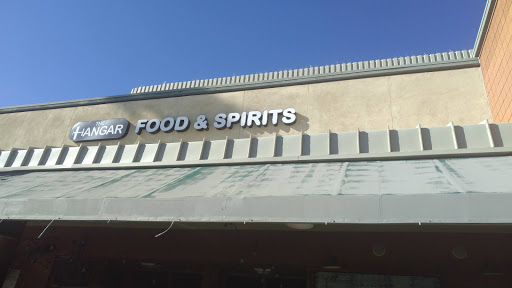 THE
HANGAR
FOOD & SPIRITS